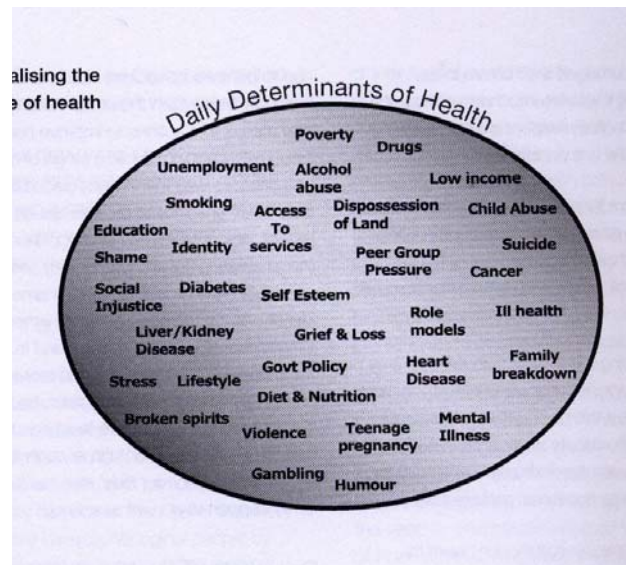 alising the
e of health
Daily Determinants of Health
Poverty
Drugs
Unemployment
Alcohol
abuse
Low income
Smoking
Access
To
services
Dispossession
of Land
Child Abuse
Education
Identity
Suicide
Shame
Peer Group
Pressure
Cancer
Social
Injustice
Diabetes
Self Esteem
Role
models
Ill health
Liver/Kidney
Disease
Grief & Loss
Govt Policy
Heart
Disease
Family
breakdown
Stress
Lifestyle
Diet & Nutrition
Broken spirits
Violence
Teenage
pregnancy
Mental
Illness
Gambling
Humour